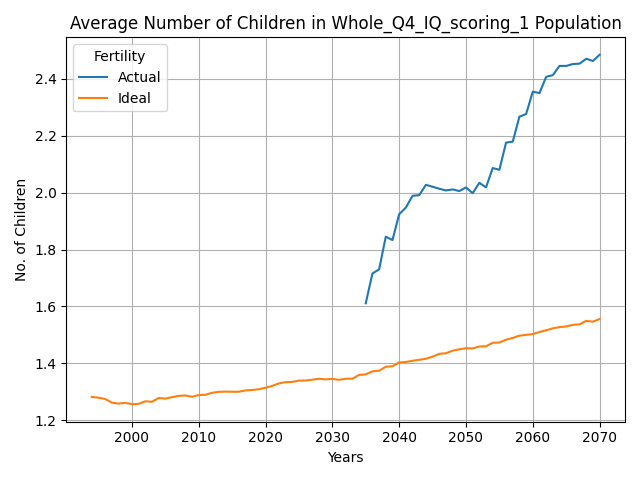 Average Number of Children in Whole_Q4_IQ_scoring_1 Population
Fertility
Actual
Ideal
No. of Children
2.4
2.2
2.0
1.8
1.6
1.4
1.2
2000 2010 2020 2030 2040 2050 2060 2070
Years